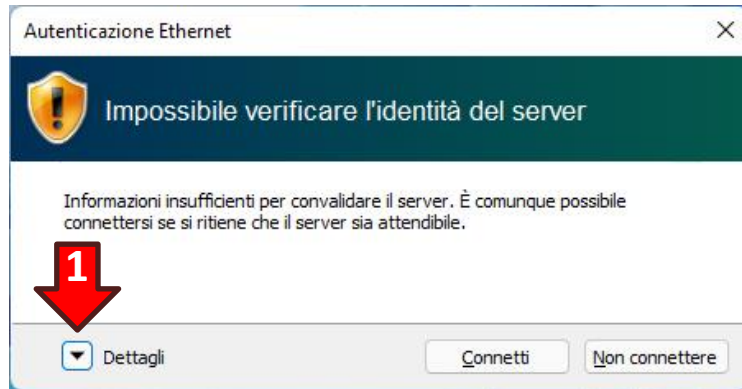 Autenticazione Ethernet
Impossibile verificare l'identità del server
Informazioni insufficienti per convalidare il server. È comunque possibile
connettersi se si ritiene che il server sia attendibile.
1
Dettagli
Connetti
Non connettere